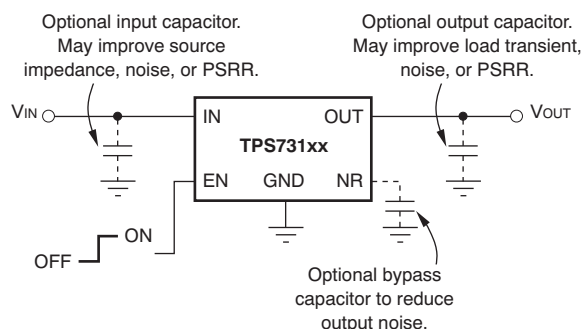 Optional input capacitor.
May improve source
impedance, noise, or PSRR.
Optional output capacitor.
May improve load transient,
noise, or PSRR.
VIN
IN
OUT
VOUT
TPS731xx
EN
GND
NR
OFF
ON
Optional bypass
capacitor to reduce
output noise.